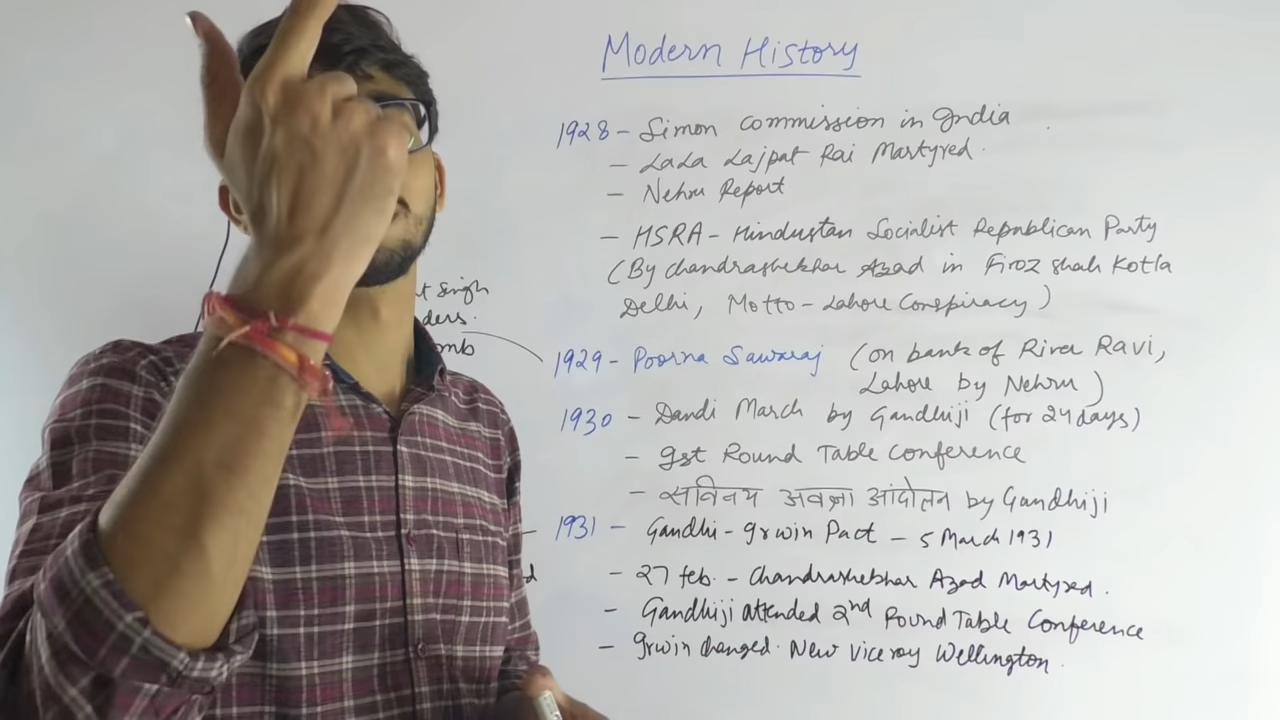 Modern History
1928 - Simon commission in India
- Lala Lajpat Rai Martyred.
- Nehru Report
- HSRA - Hindustan Socialist Republican Party
(By Chandrashekhar Azad in Firoz shah Kotla
Delhi, Motto - Lahore Conspiracy)
t Singh
ders.
omb
1929 - Poorna Sawaraj (on bank of River Ravi,
Lahore by Nehru)
1930 - Dandi March by Gandhiji (for 24 days)
- Ist Round Table Conference
- सविनय अवज्ञा आंदोलन by Gandhiji
1931 - Gandhi - Irwin Pact - 5 March 1931
d
- 27 feb. - Chandrashekhar Azad Martyred.
- Gandhiji attended 2nd Round Table Conference
- Irwin changed. New viceroy Wellington.